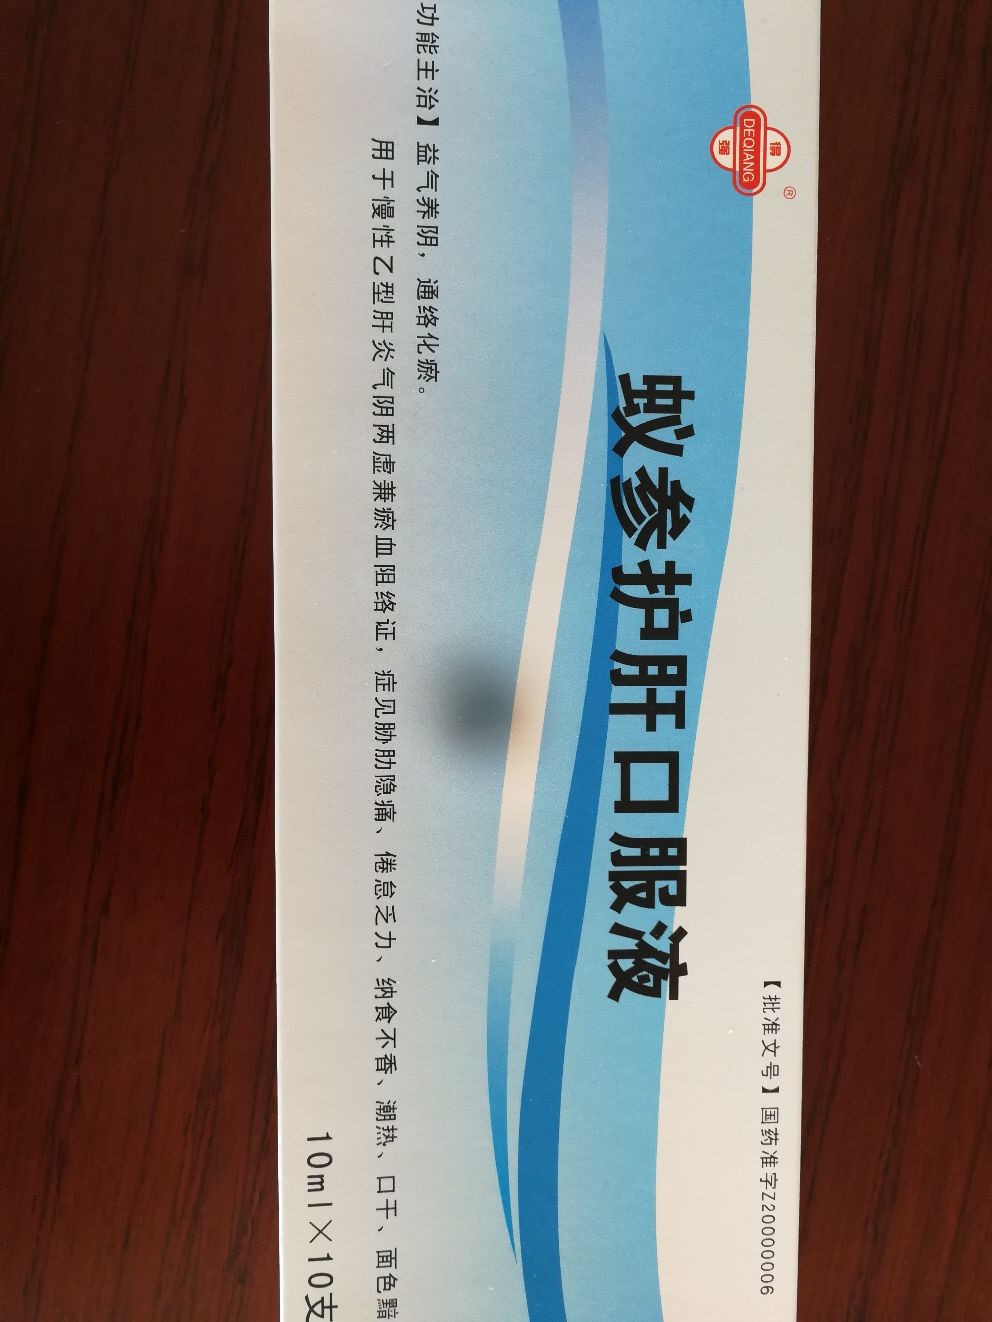 得强
DEQIANG
®
【批准文号】国药准字Z20000006
蚁参护肝口服液
功能主治】益气养阴，通络化瘀。
用于慢性乙型肝炎气阴两虚兼瘀血阻络证，症见胁肋隐痛、倦怠乏力、纳食不香、潮热、口干、面色黯
10ml×10支